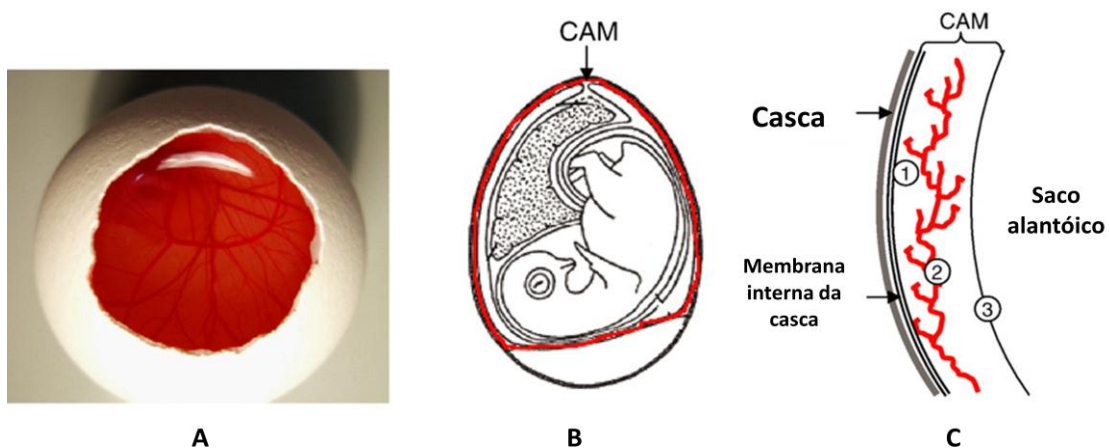 CAM
CAM
Casca
1
Saco
alantóico
Membrana
interna da
casca
2
3
A
B
C